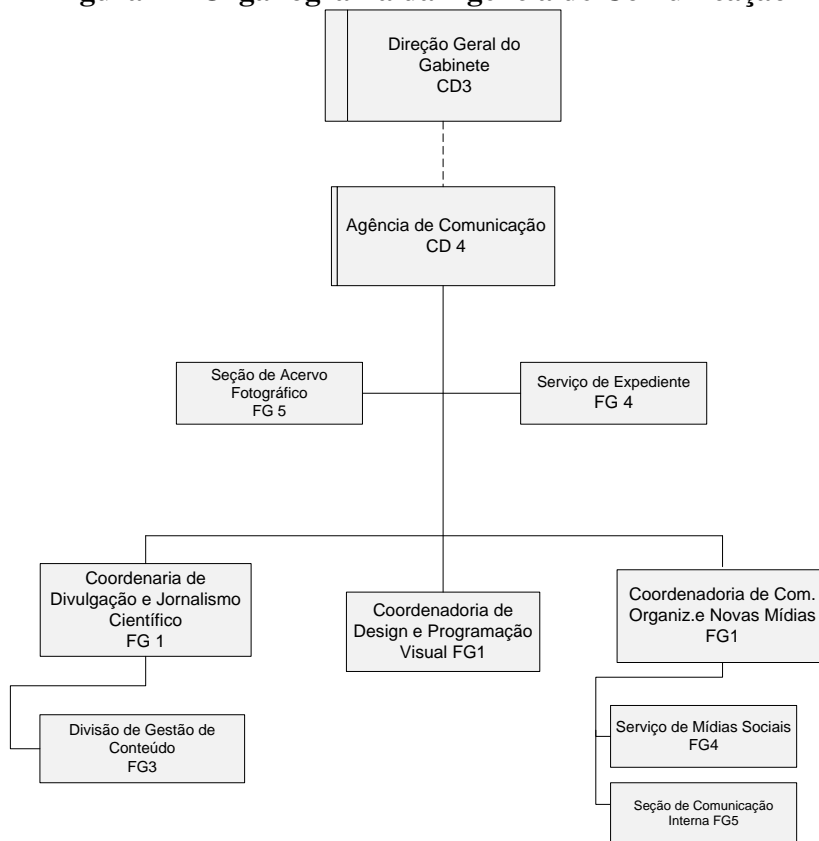 Direção Geral do
Gabinete
CD3
Agência de Comunicação
CD 4
Seção de Acervo
Fotográfico
FG 5
Serviço de Expediente
FG 4
Coordenaria de
Divulgação e Jornalismo
Científico
FG 1
Coordenadoria de
Design e Programação
Visual FG1
Coordenadoria de Com.
Organiz.e Novas Mídias
FG1
Divisão de Gestão de
Conteúdo
FG3
Serviço de Mídias Sociais
FG4
Seção de Comunicação
Interna FG5